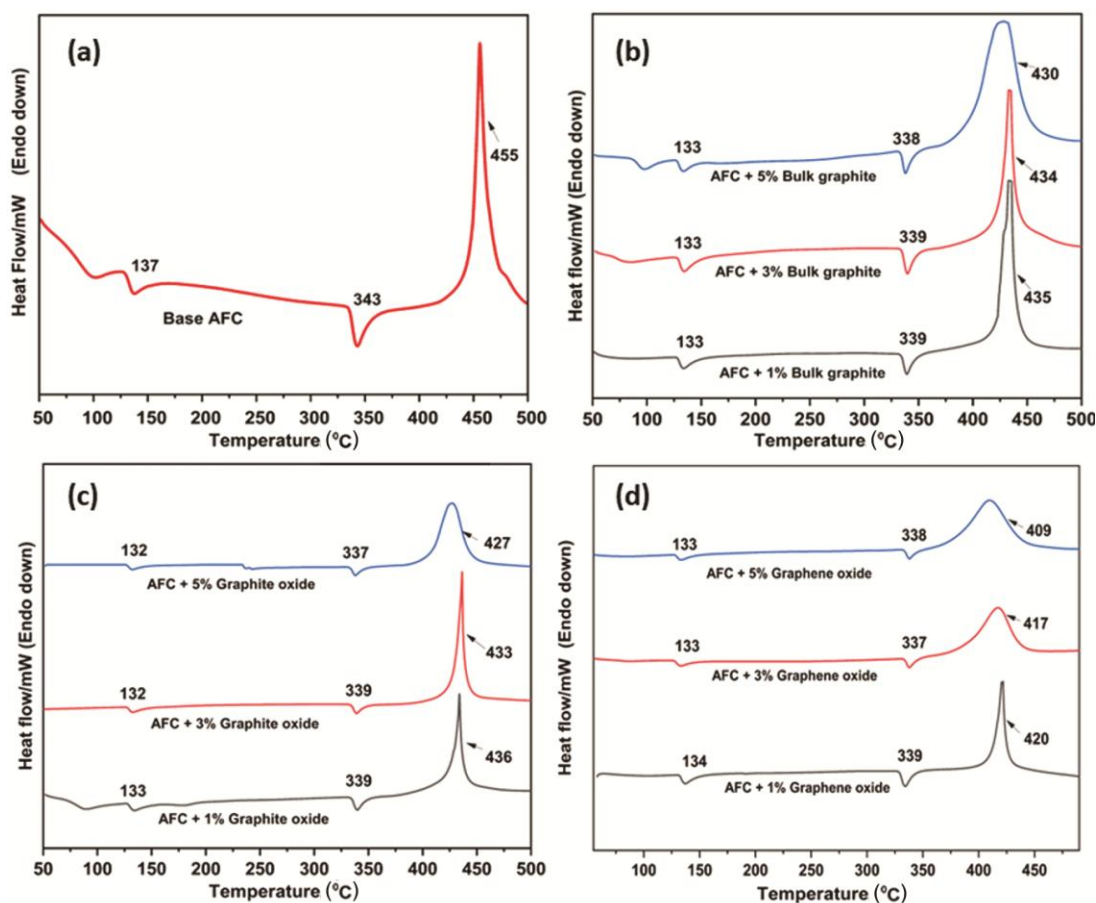 (a)
Heat Flow/mW (Endo down)
455
137
343
Base AFC
50 100 150 200 250 300 350 400 450 500
Temperature (⁰C)
(b)
Heat flow/mW (Endo down)
430
133
338
AFC + 5% Bulk graphite
434
133
339
AFC + 3% Bulk graphite
435
133
339
AFC + 1% Bulk graphite
50 100 150 200 250 300 350 400 450 500
Temperature (⁰C)
(c)
Heat flow/mW (Endo down)
427
132
337
AFC + 5% Graphite oxide
433
132
339
AFC + 3% Graphite oxide
436
133
339
AFC + 1% Graphite oxide
50 100 150 200 250 300 350 400 450 500
Temperature (⁰C)
(d)
Heat flow/mW (Endo down)
409
133
338
AFC + 5% Graphene oxide
417
133
337
AFC + 3% Graphene oxide
420
134
339
AFC + 1% Graphene oxide
100 150 200 250 300 350 400 450
Temperature (⁰C)